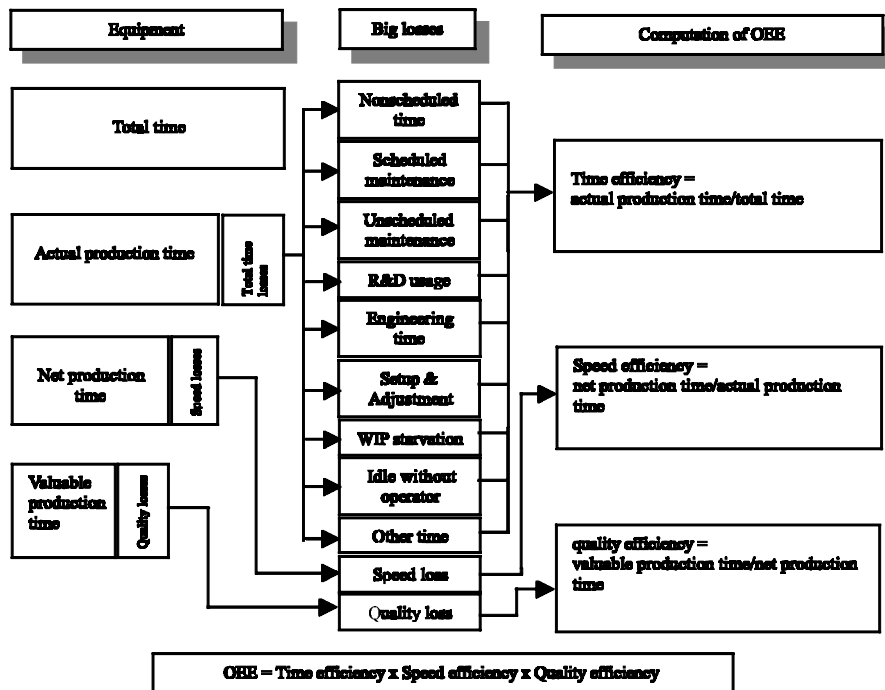 Equipment
Big losses
Computation of OEE
Total time
Nonscheduled
time
Scheduled
maintenance
Unscheduled
maintenance
R&D usage
Engineering
time
Setup &
Adjustment
WIP starvation
Idle without
operator
Other time
Speed loss
Quality loss
Actual production time
Total time
losses
Net production
time
Speed losses
Valuable
production
time
Quality losses
Time efficiency =
actual production time/total time
Speed efficiency =
net production time/actual production
time
quality efficiency =
valuable production time/net production
time
OEE = Time efficiency x Speed efficiency x Quality efficiency